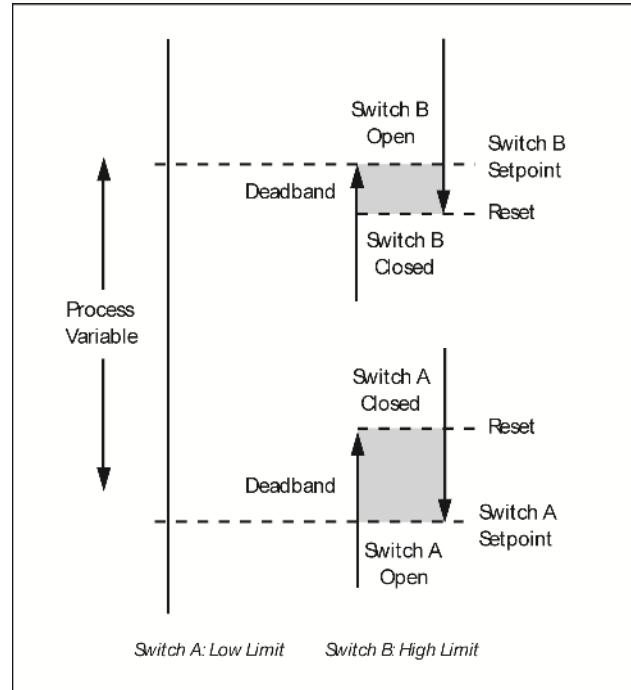 Switch B
Open
Switch B
Setpoint
Deadband
Reset
Switch B
Closed
Process
Variable
Switch A
Closed
Reset
Deadband
Switch A
Setpoint
Switch A
Open
Switch A: Low Limit
Switch B: High Limit